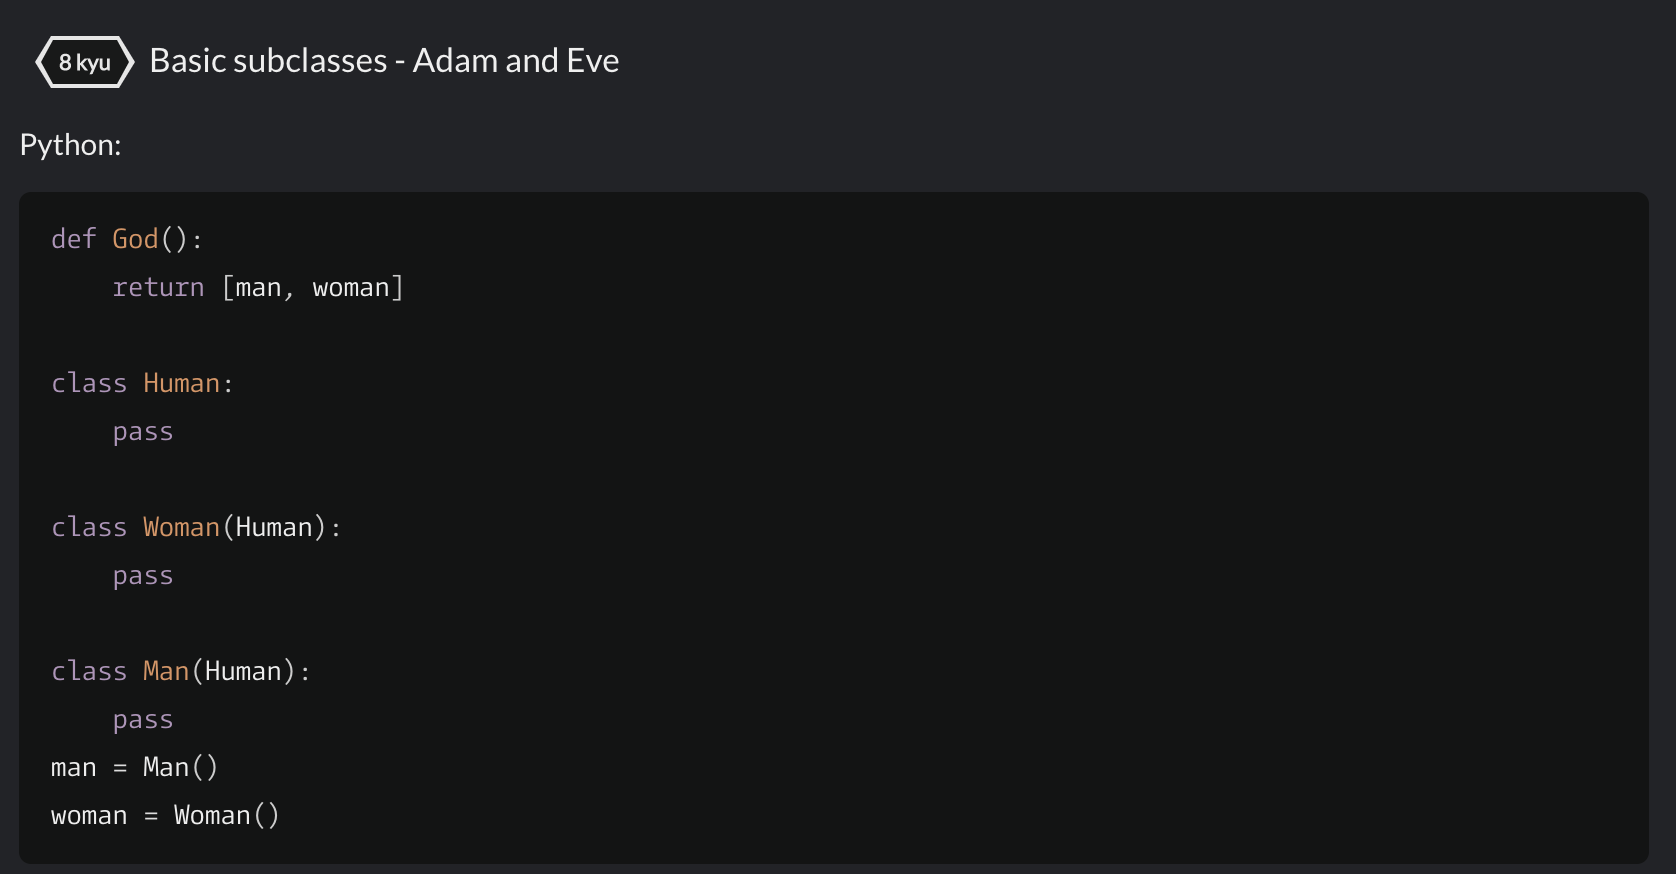 8 kyu Basic subclasses - Adam and Eve
Python:
def God():
    return [man, woman]

class Human:
    pass

class Woman(Human):
    pass

class Man(Human):
    pass
man = Man()
woman = Woman()